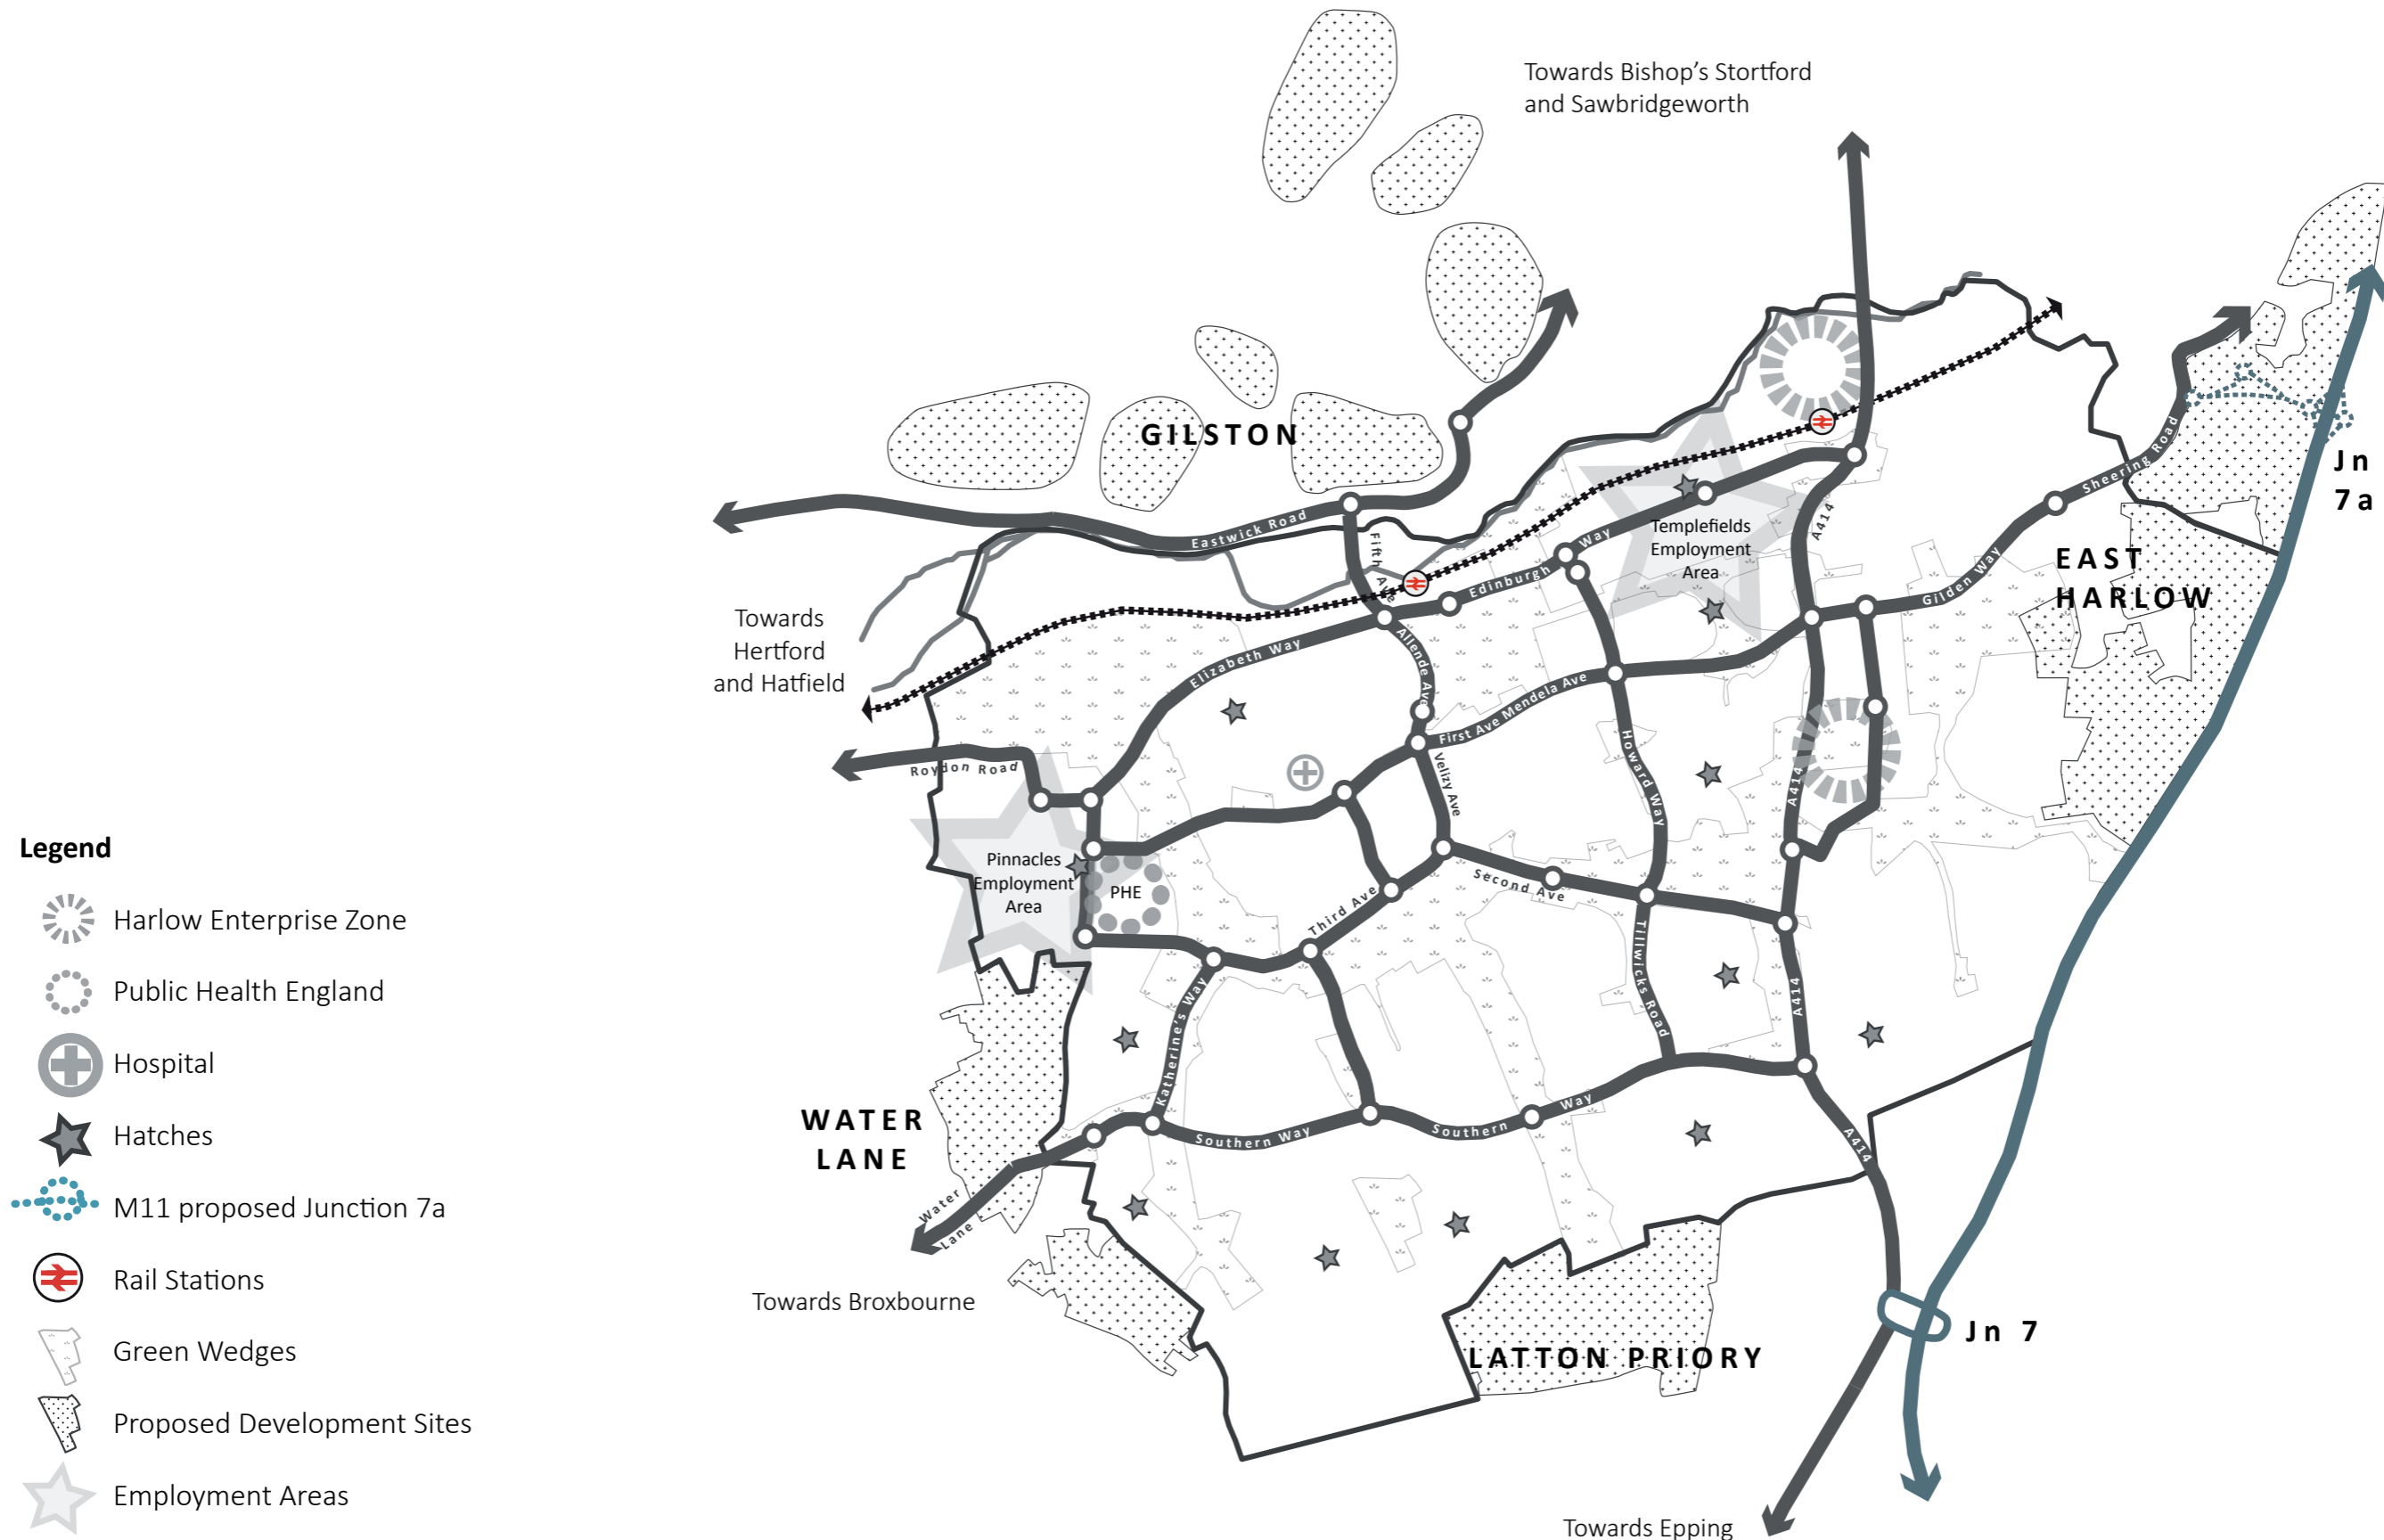 Towards Bishop's Stortford
and Sawbridgeworth
GILSTON
Jn
7a
Sheering Road
Eastwick Road
Fifth Ave
Edinburgh
Way
A414
Templefields
Employment
Area
EAST
HARLOW
Gilden Way
Towards
Hertford
and Hatfield
Elizabeth Way
Allende Ave
First Ave Mendela Ave
Roydon Road
Velizy Ave
Howard Way
A414
Legend
Harlow Enterprise Zone
Public Health England
Hospital
Hatches
M11 proposed Junction 7a
Rail Stations
Green Wedges
Proposed Development Sites
Employment Areas
Pinnacles
Employment
Area
PHE
Third Ave
Second Ave
Tillwicks Road
A414
Katherine's Way
WATER
LANE
Southern Way
Southern
Way
A414
Water
Lane
Towards Broxbourne
LATTON PRIORY
Jn 7
Towards Epping